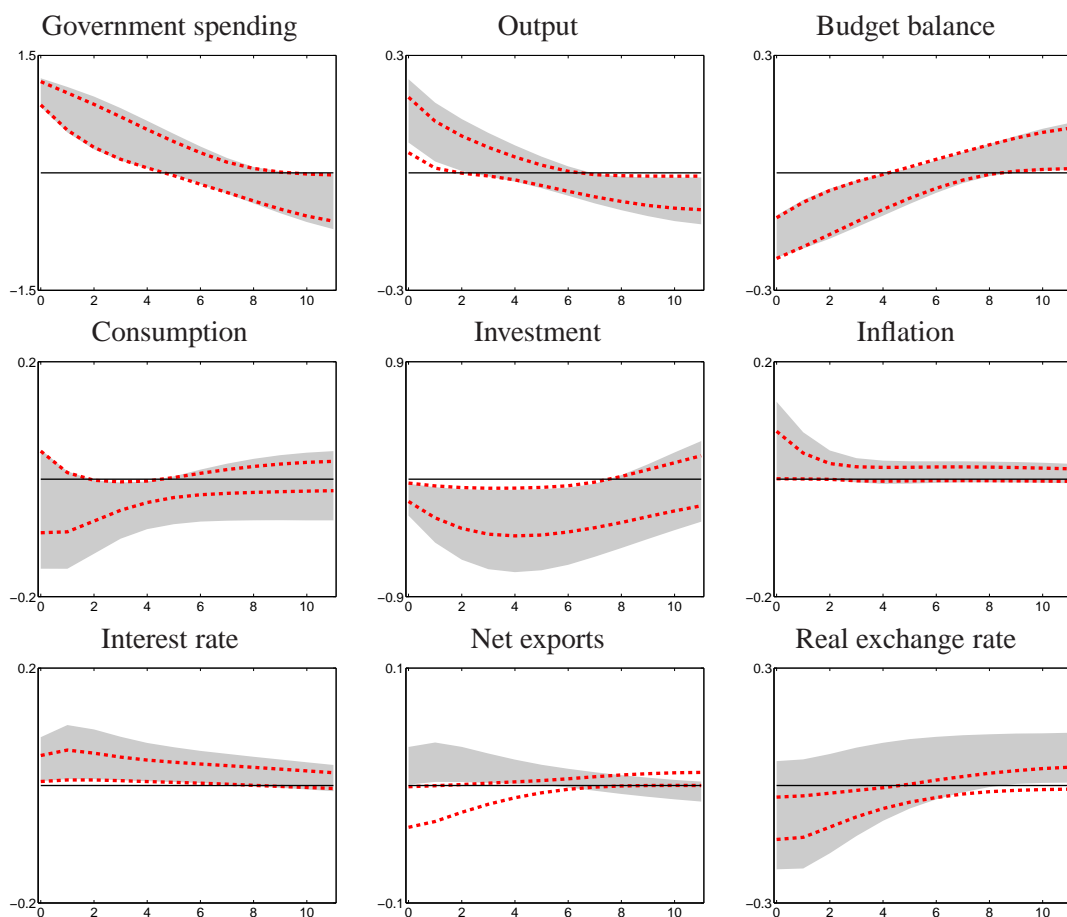 Government spending
Output
Budget balance
1.5
0.3
0.3
−1.5
−0.3
−0.3
0 2 4 6 8 10
0 2 4 6 8 10
0 2 4 6 8 10
Consumption
Investment
Inflation
0.2
0.9
0.2
−0.2
−0.9
−0.2
0 2 4 6 8 10
0 2 4 6 8 10
0 2 4 6 8 10
Interest rate
Net exports
Real exchange rate
0.2
0.1
0.3
−0.2
−0.1
−0.3
0 2 4 6 8 10
0 2 4 6 8 10
0 2 4 6 8 10